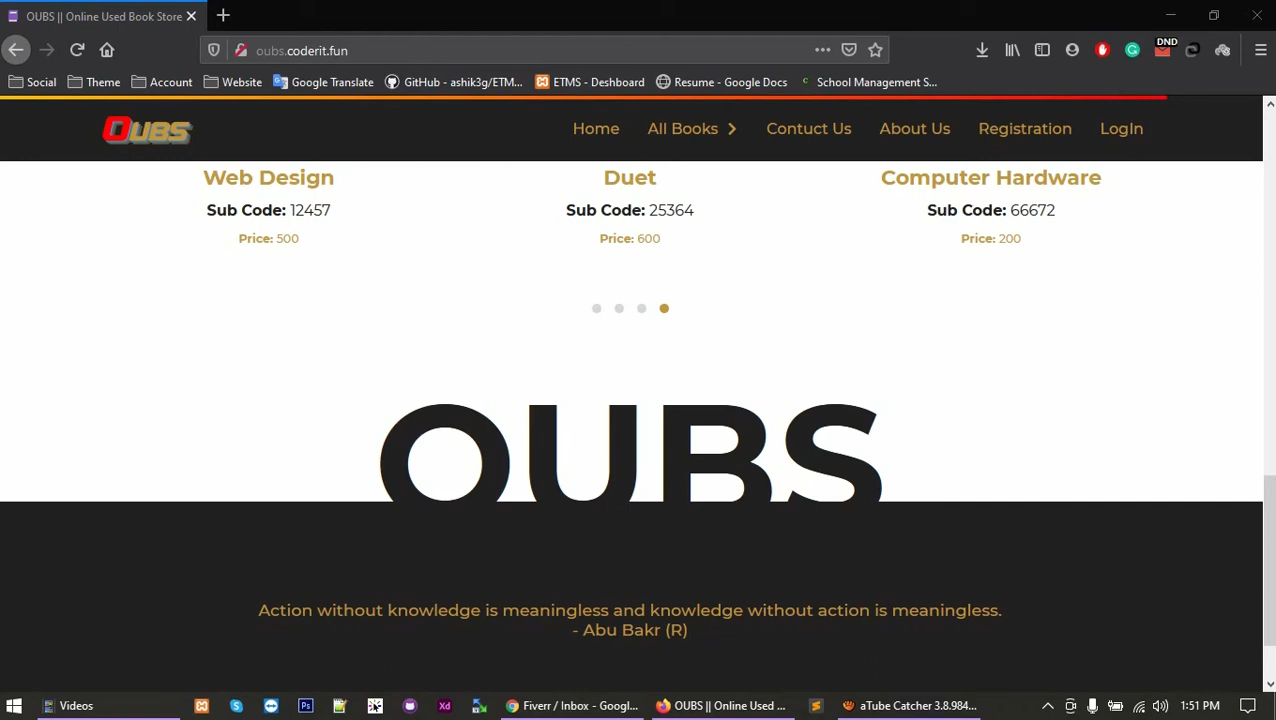 OUBS || Online Used Book Store
oubs.coderit.fun
DND
Social Theme Account Website Google Translate GitHub - ashik3g/ETM... ETMS - Deshboard Resume - Google Docs School Management S...
OUBS Home All Books Contuct Us About Us Registration LogIn
Web Design Duet Computer Hardware
Sub Code: 12457 Sub Code: 25364 Sub Code: 66672
Price: 500 Price: 600 Price: 200
OUBS
Action without knowledge is meaningless and knowledge without action is meaningless.
- Abu Bakr (R)
Videos Ps Xd Fiverr / Inbox - Googl... OUBS || Online Used ... aTube Catcher 3.8.984... 1:51 PM